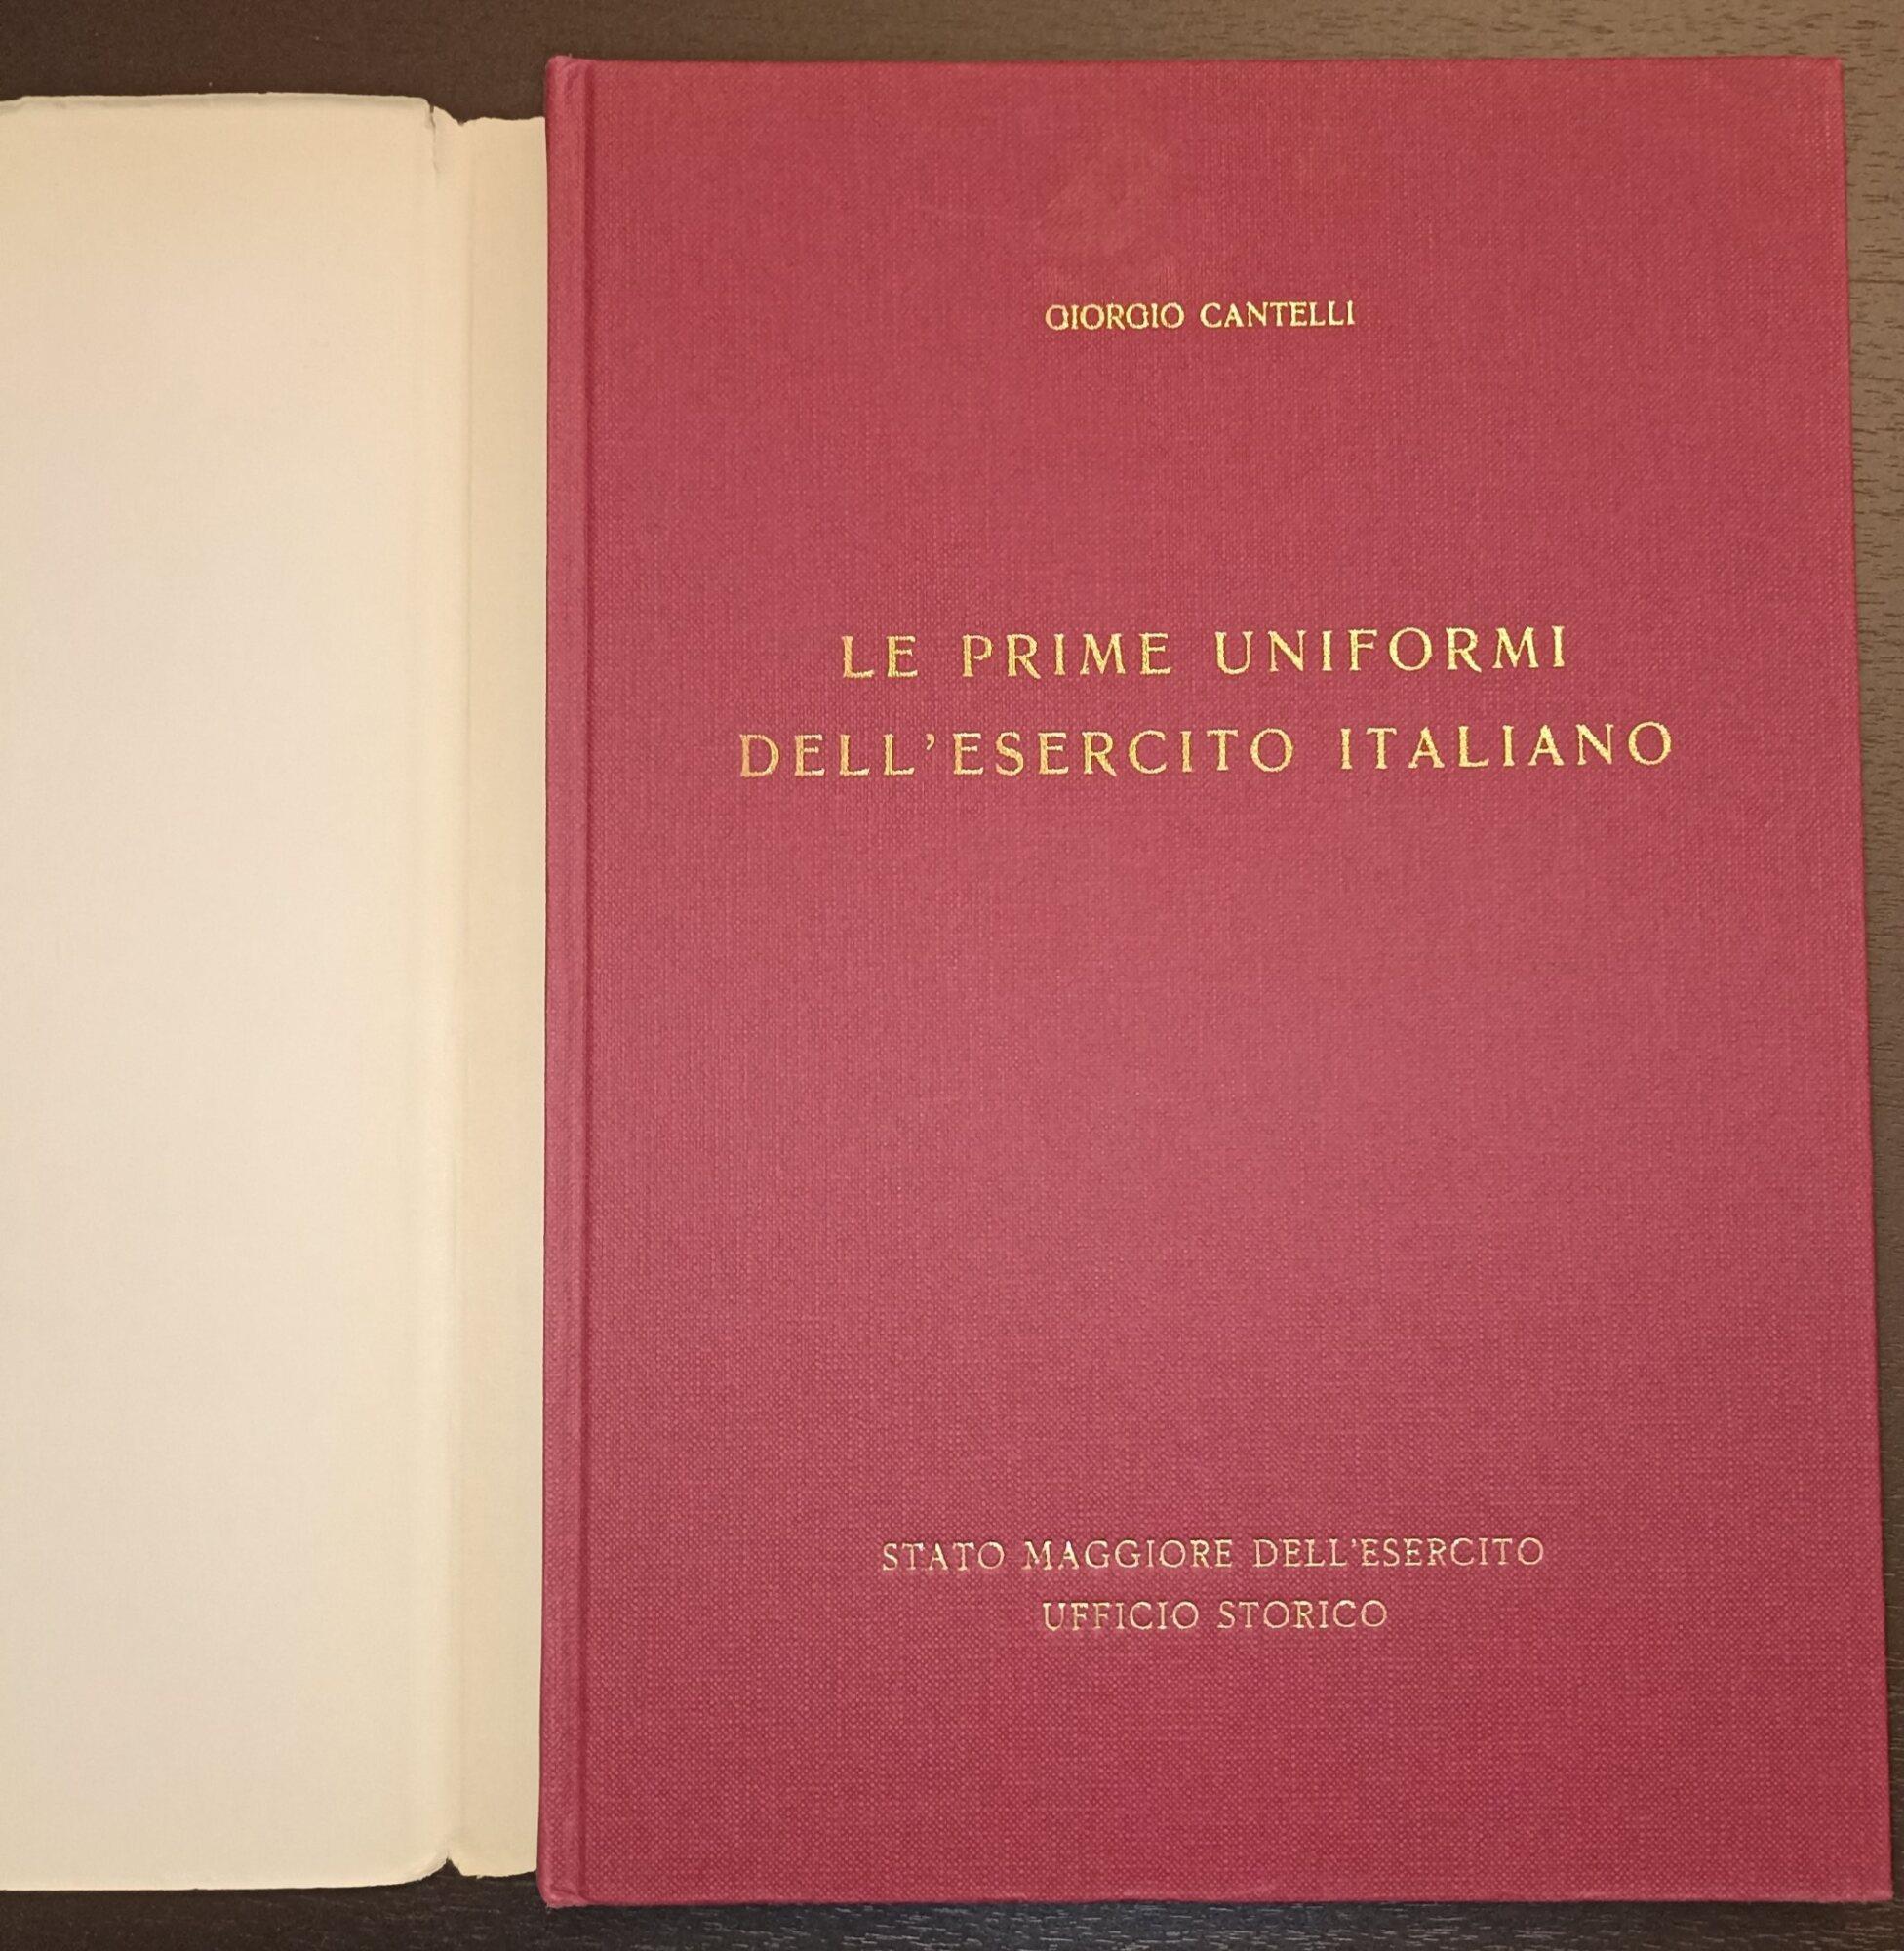 GIORGIO CANTELLI
LE PRIME UNIFORMI
DELL'ESERCITO ITALIANO
STATO MAGGIORE DELL'ESERCITO
UFFICIO STORICO